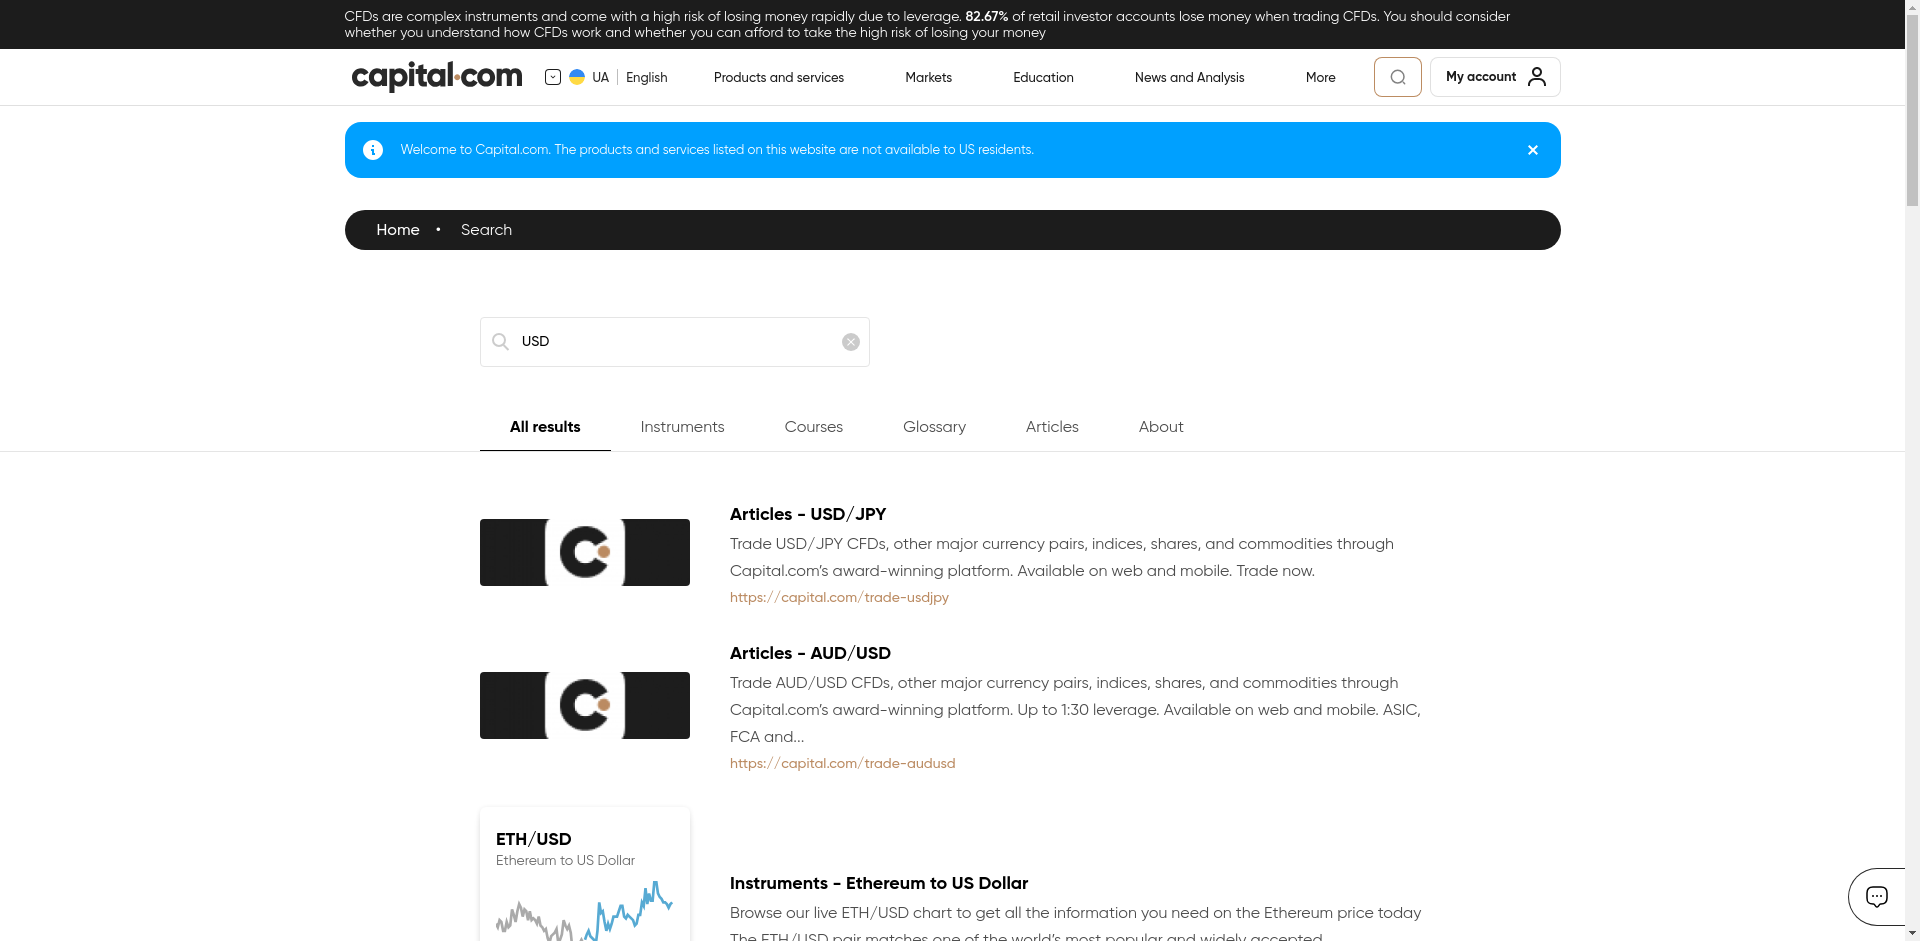 CFDs are complex instruments and come with a high risk of losing money rapidly due to leverage. 82.67% of retail investor accounts lose money when trading CFDs. You should consider
whether you understand how CFDs work and whether you can afford to take the high risk of losing your money
capital.com
UA | English
Products and services
Markets
Education
News and Analysis
More
My account
Welcome to Capital.com. The products and services listed on this website are not available to US residents.
Home • Search
USD
All results
Instruments
Courses
Glossary
Articles
About
Articles - USD/JPY
Trade USD/JPY CFDs, other major currency pairs, indices, shares, and commodities through
Capital.com’s award-winning platform. Available on web and mobile. Trade now.
https://capital.com/trade-usdjpy
Articles - AUD/USD
Trade AUD/USD CFDs, other major currency pairs, indices, shares, and commodities through
Capital.com’s award-winning platform. Up to 1:30 leverage. Available on web and mobile. ASIC,
FCA and...
https://capital.com/trade-audusd
ETH/USD
Ethereum to US Dollar
Instruments - Ethereum to US Dollar
Browse our live ETH/USD chart to get all the information you need on the Ethereum price today
The ETH/USD pair matches one of the world’s most popular and widely accepted